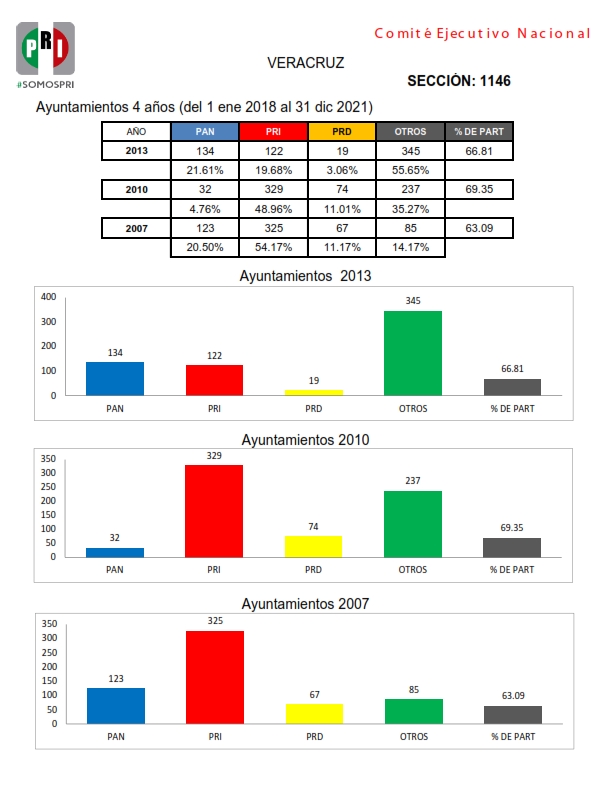 Comité Ejecutivo Nacional
PRI
#SOMOSPRI
VERACRUZ
SECCIÓN: 1146
Ayuntamientos 4 años (del 1 ene 2018 al 31 dic 2021)
AÑO PAN PRI PRD OTROS % DE PART
2013 134 122 19 345 66.81
21.61% 19.68% 3.06% 55.65%
2010 32 329 74 237 69.35
4.76% 48.96% 11.01% 35.27%
2007 123 325 67 85 63.09
20.50% 54.17% 11.17% 14.17%
Ayuntamientos 2013
400
300
200
100
0
134
122
19
345
66.81
PAN PRI PRD OTROS % DE PART
Ayuntamientos 2010
350
300
250
200
150
100
50
0
32
329
74
237
69.35
PAN PRI PRD OTROS % DE PART
Ayuntamientos 2007
350
300
250
200
150
100
50
0
123
325
67
85
63.09
PAN PRI PRD OTROS % DE PART